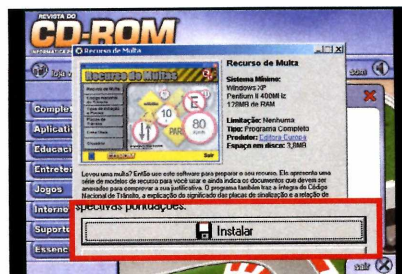 REVISTA DO
CD-ROM
Recurso de Multa
Recurso de Multas
Recurso de Multa
Sistema Mínimo:
Windows XP
Pentium II 400MHz
128MB de RAM
Limitação: Nenhuma
Tipo: Programa Completo
Produtor: Editora Europa
Espaço em disco: 3,8MB
10
E
PARE
80
km/h
Sair
Levou uma multa? Então use este software para preparar o seu recurso. Ele apresenta uma
série de modelos de recurso para você usar e ainda indica os documentos que devem ser
anexados para comprovar a sua justificativa. O programa também traz a íntegra do Código
Nacional de Trânsito, a explicação do significado das placas de sinalização e a relação de
spectivas pontuações.
Instalar
Complet
Aplicati
Educaci
Entreter
Jogos
Interne
Suporte
Essenc
som
sair